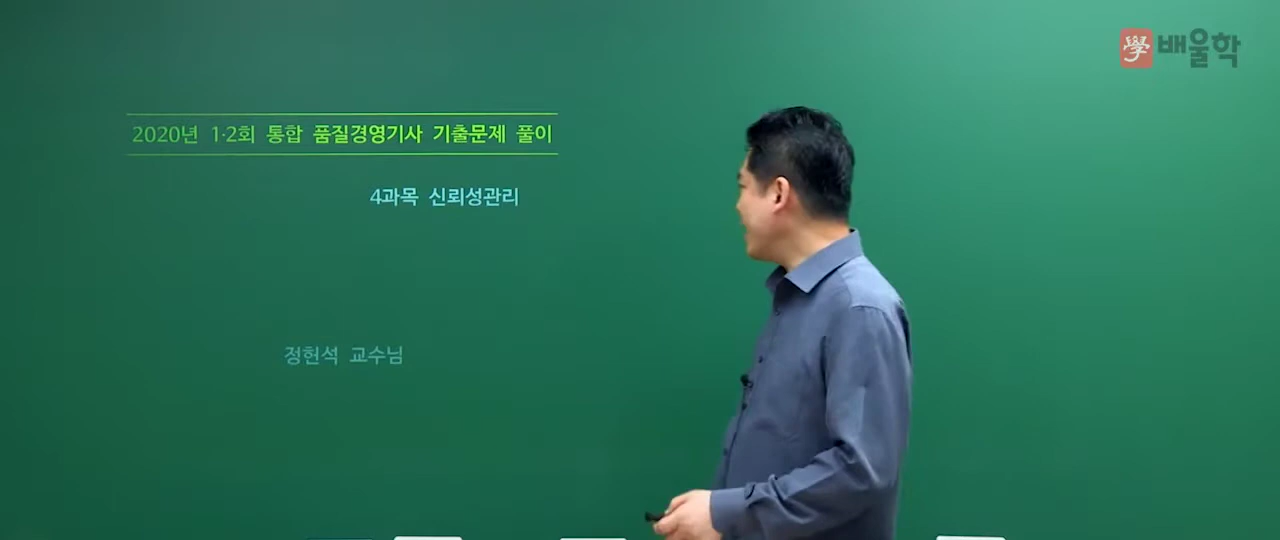 學 배울학
2020년 1·2회 통합 품질경영기사 기출문제 풀이
4과목 신뢰성관리
정헌석 교수님